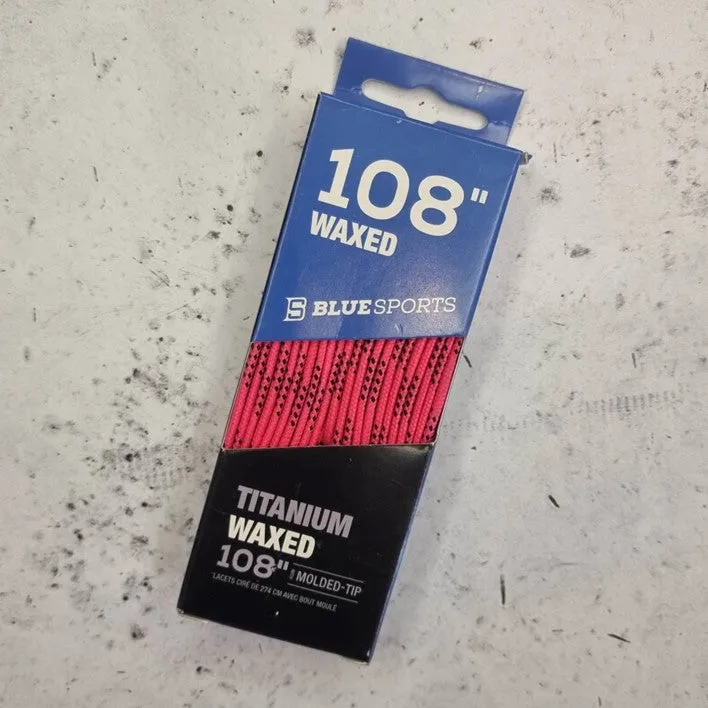 108"
WAXED
BLUESPORTS
TITANIUM
WAXED
108"
MOLDED-TIP
*LACETS CIRÉ DE 274 CM AVEC BOUT MOULÉ